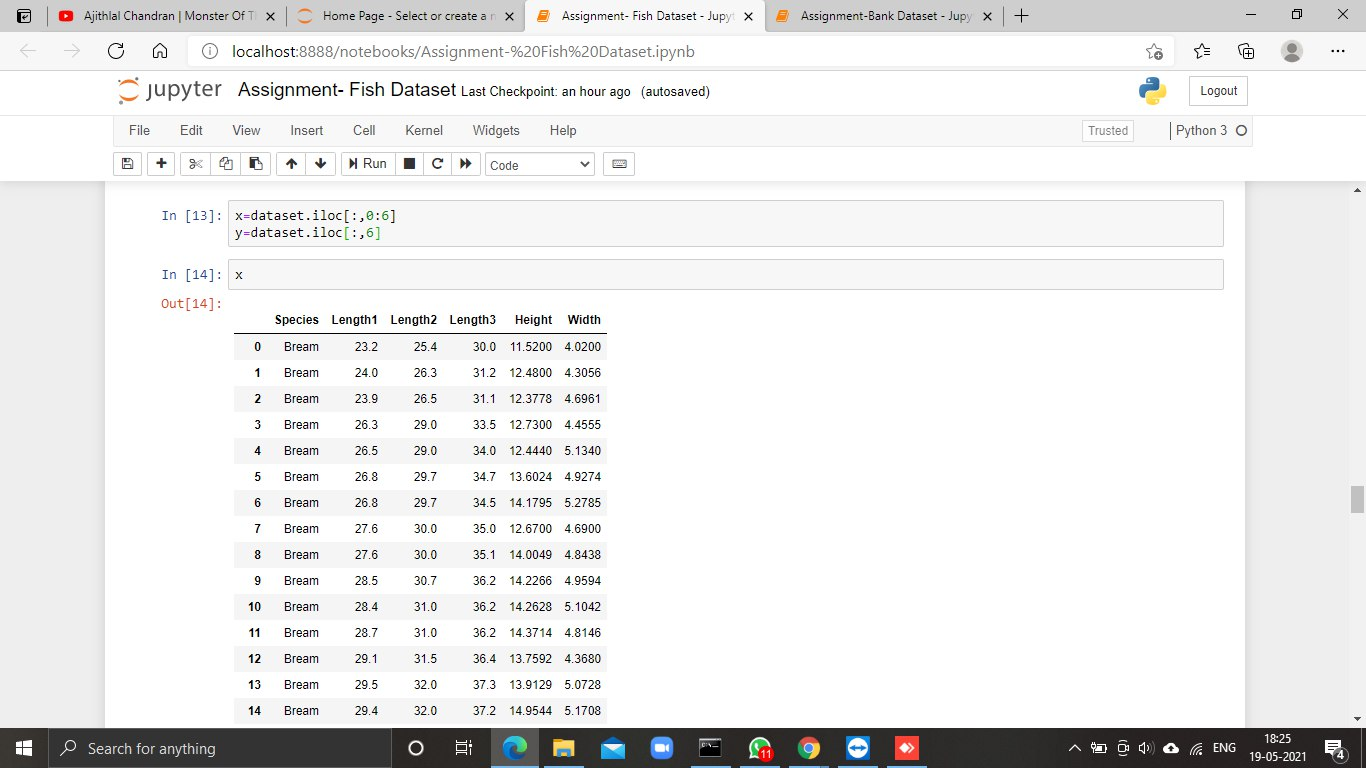 Ajithlal Chandran | Monster Of Th
Home Page - Select or create a n
Assignment- Fish Dataset - Jupyt
Assignment-Bank Dataset - Jupy
localhost:8888/notebooks/Assignment-%20Fish%20Dataset.ipynb
jupyter Assignment- Fish Dataset Last Checkpoint: an hour ago (autosaved)
Logout
File Edit View Insert Cell Kernel Widgets Help
Trusted
Python 3
Run
Code
In [13]: x=dataset.iloc[:,0:6]
y=dataset.iloc[:,6]
In [14]: x
Out[14]:
Species Length1 Length2 Length3 Height Width
0 Bream 23.2 25.4 30.0 11.5200 4.0200
1 Bream 24.0 26.3 31.2 12.4800 4.3056
2 Bream 23.9 26.5 31.1 12.3778 4.6961
3 Bream 26.3 29.0 33.5 12.7300 4.4555
4 Bream 26.5 29.0 34.0 12.4440 5.1340
5 Bream 26.8 29.7 34.7 13.6024 4.9274
6 Bream 26.8 29.7 34.5 14.1795 5.2785
7 Bream 27.6 30.0 35.0 12.6700 4.6900
8 Bream 27.6 30.0 35.1 14.0049 4.8438
9 Bream 28.5 30.7 36.2 14.2266 4.9594
10 Bream 28.4 31.0 36.2 14.2628 5.1042
11 Bream 28.7 31.0 36.2 14.3714 4.8146
12 Bream 29.1 31.5 36.4 13.7592 4.3680
13 Bream 29.5 32.0 37.3 13.9129 5.0728
14 Bream 29.4 32.0 37.2 14.9544 5.1708
Search for anything
11
ENG
18:25
19-05-2021
4